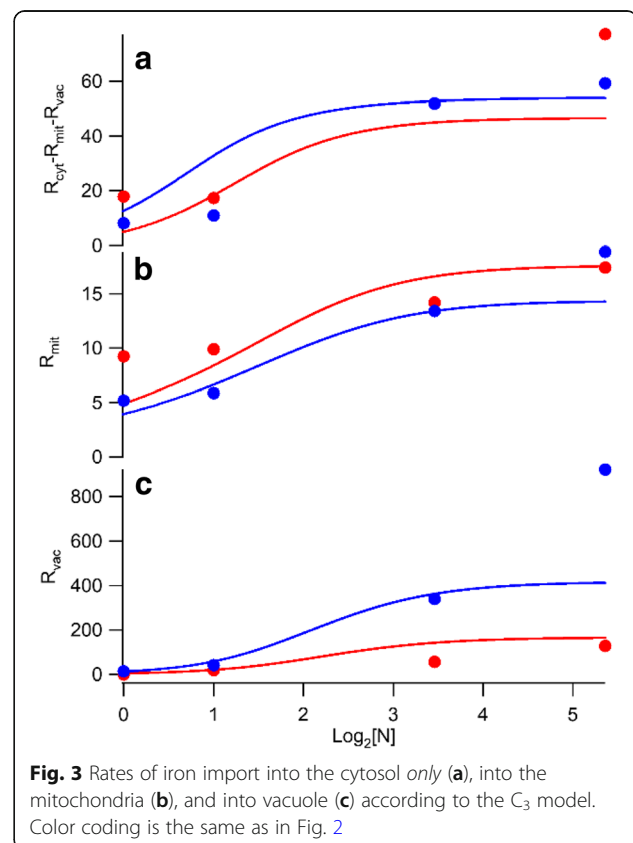 a
60
40
20
0
R_cyt-R_mit-R_vac
b
15
10
5
0
R_mit
c
800
600
400
200
0
R_vac
0 1 2 3 4 5
Log₂[N]
Fig. 3 Rates of iron import into the cytosol only (a), into the
mitochondria (b), and into vacuole (c) according to the C₃ model.
Color coding is the same as in Fig. 2